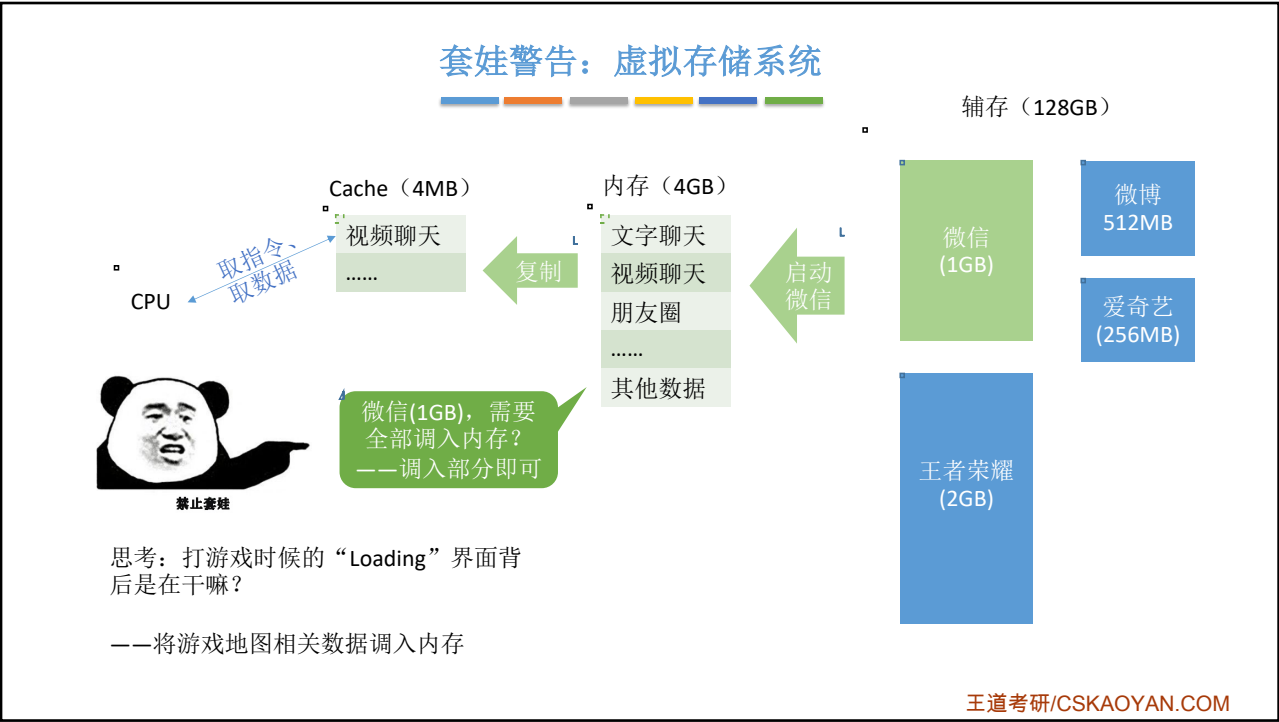 套娃警告：虚拟存储系统
辅存（128GB）
Cache（4MB）
内存（4GB）
视频聊天
……
取指令、
取数据
CPU
复制
文字聊天
视频聊天
朋友圈
……
其他数据
启动
微信
微信
(1GB)
微博
512MB
爱奇艺
(256MB)
王者荣耀
(2GB)
微信(1GB)，需要
全部调入内存？
——调入部分即可
禁止套娃
思考：打游戏时候的“Loading”界面背
后是在干嘛？
——将游戏地图相关数据调入内存
王道考研/CSKAOYAN.COM